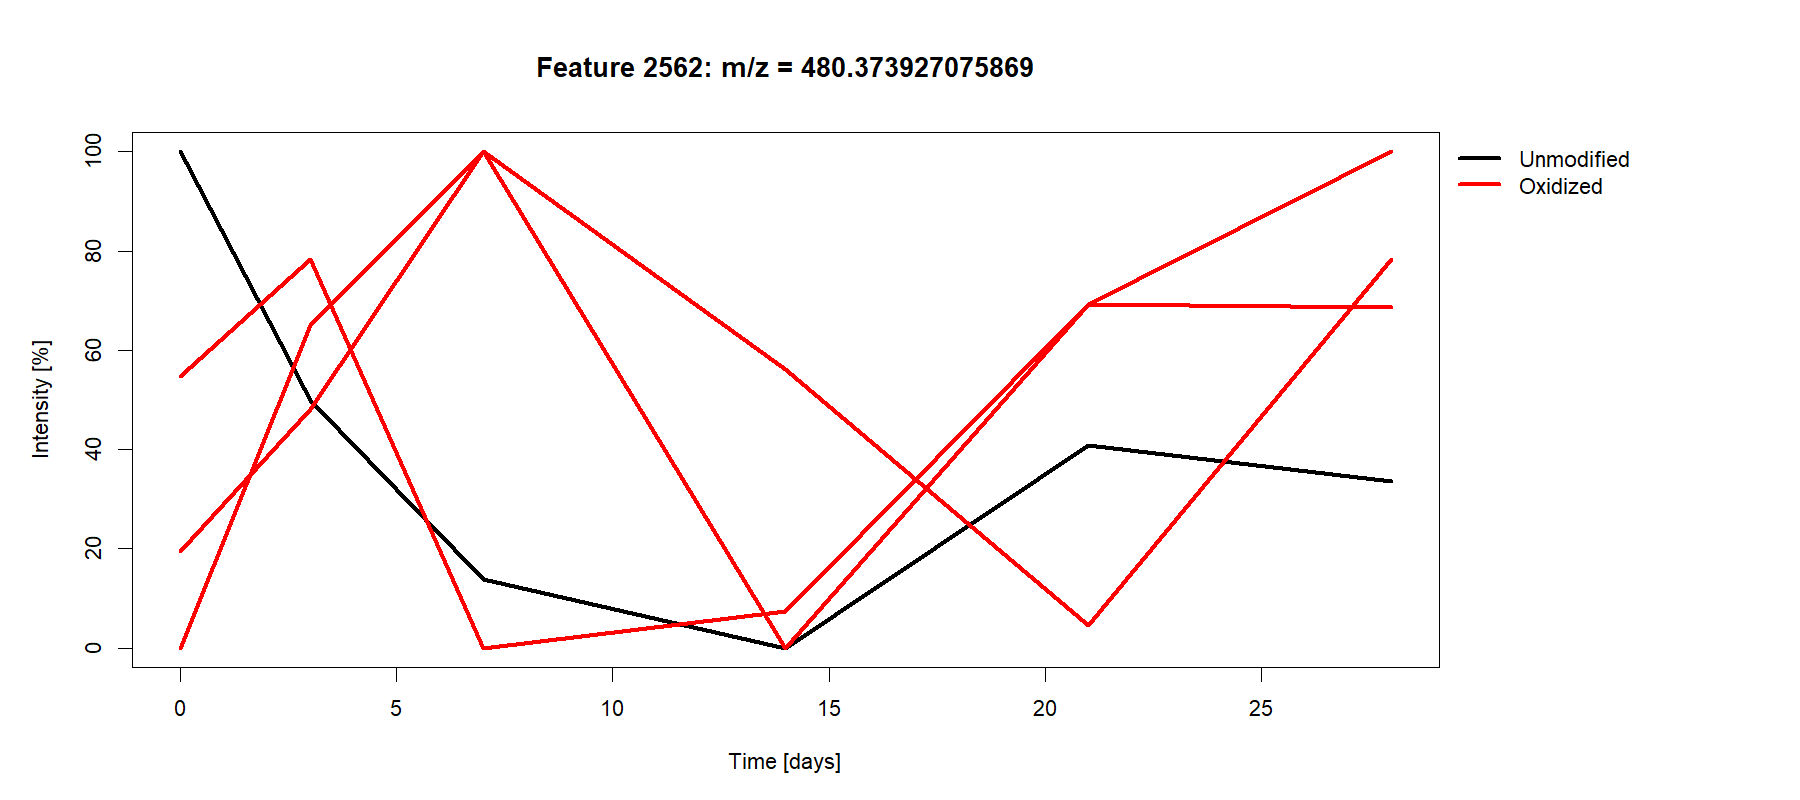 Feature 2562: m/z = 480.373927075869
100
80
60
40
20
0
Intensity [%]
0 5 10 15 20 25
Time [days]
Unmodified
Oxidized